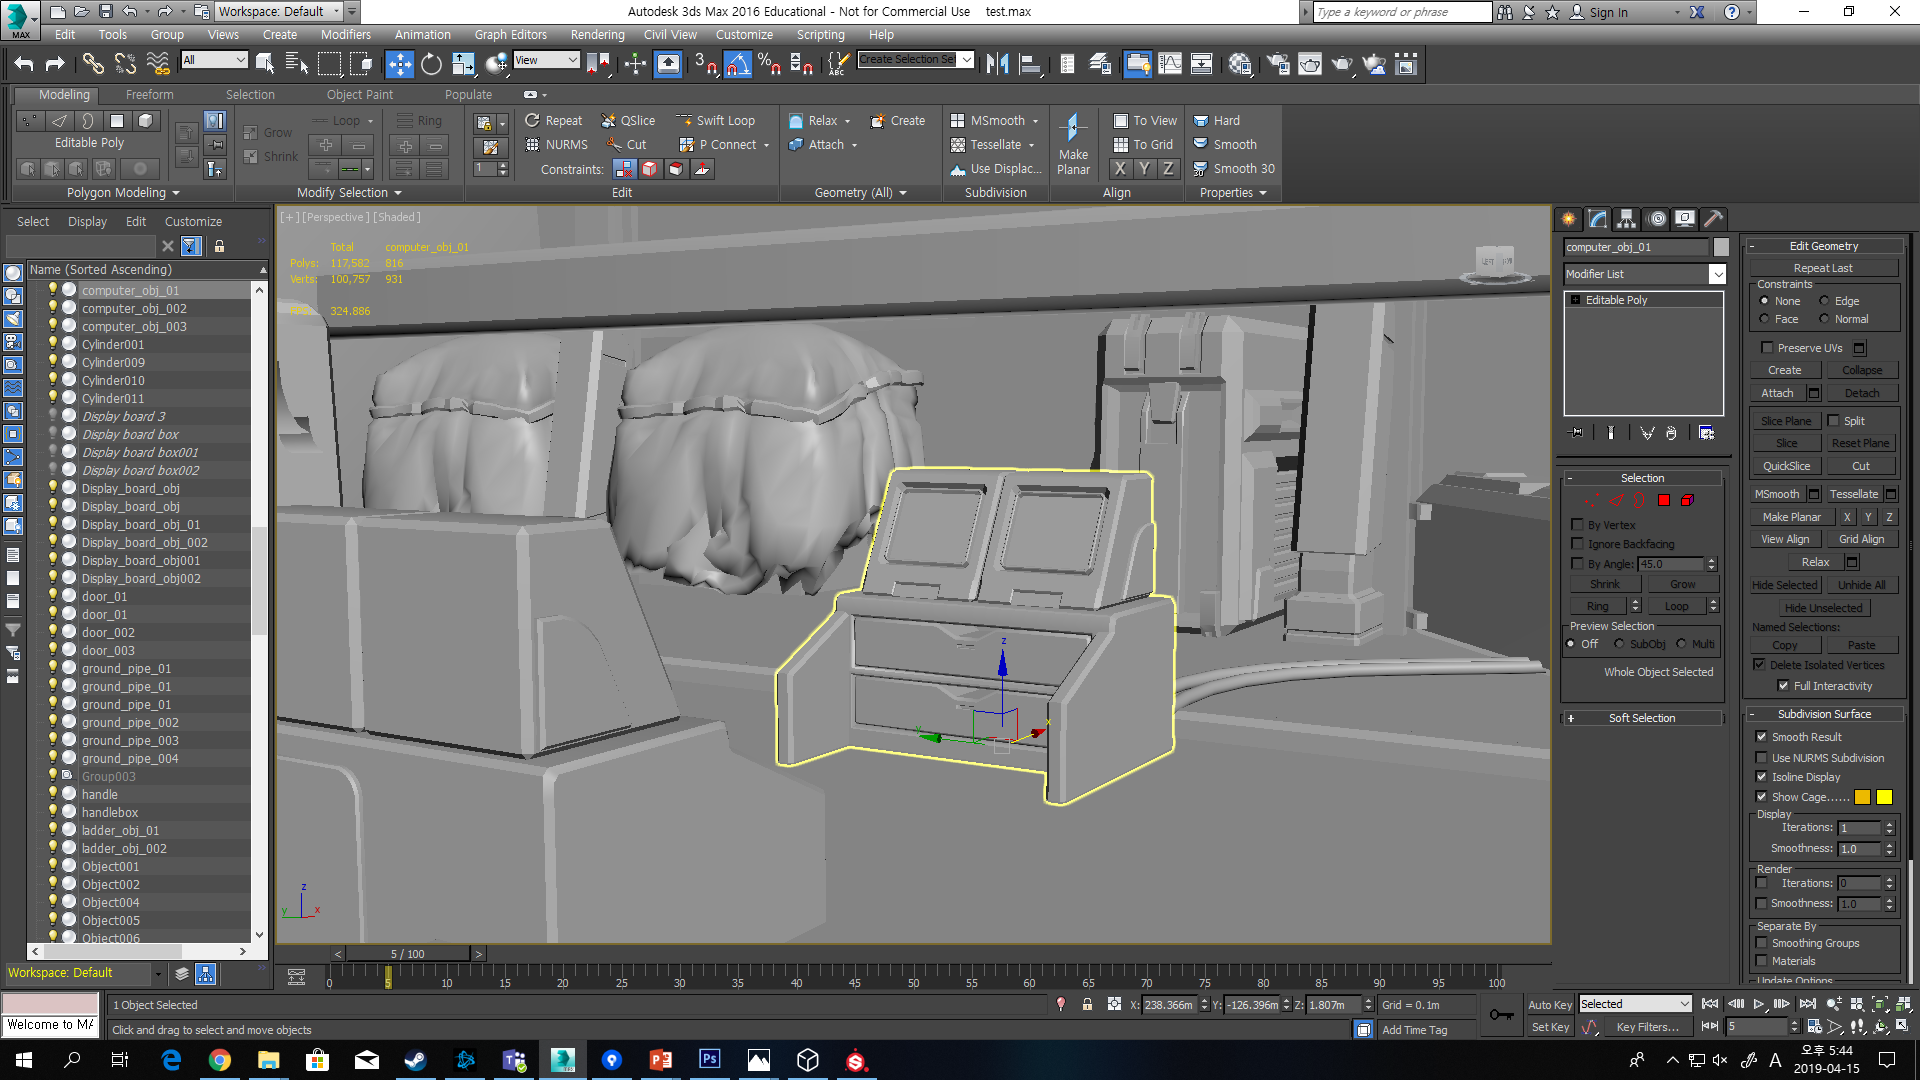 Workspace: Default
Autodesk 3ds Max 2016 Educational - Not for Commercial Use    test.max
Type a keyword or phrase
Sign In
MAX
Edit Tools Group Views Create Modifiers Animation Graph Editors Rendering Civil View Customize Scripting Help
All
View
3
ABC
Create Selection Se
Modeling Freeform Selection Object Paint Populate
Editable Poly
Polygon Modeling
Grow
Shrink
Loop
Ring
Modify Selection
1
Repeat QSlice Swift Loop
NURMS Cut P Connect
Constraints:
Edit
Relax Create
Attach
Geometry (All)
MSmooth
Tessellate
Use Displac...
Subdivision
Make Planar
To View
To Grid
X Y Z
Align
Hard
Smooth
Smooth 30
Properties
Select Display Edit Customize
Name (Sorted Ascending)
computer_obj_01
computer_obj_002
computer_obj_003
Cylinder001
Cylinder009
Cylinder010
Cylinder011
Display board 3
Display board box
Display board box001
Display board box002
Display_board_obj
Display_board_obj
Display_board_obj_01
Display_board_obj_002
Display_board_obj001
Display_board_obj002
door_01
door_01
door_002
door_003
ground_pipe_01
ground_pipe_01
ground_pipe_01
ground_pipe_002
ground_pipe_003
ground_pipe_004
Group003
handle
handlebox
ladder_obj_01
ladder_obj_002
Object001
Object002
Object004
Object005
Object006
Workspace: Default
[+] [Perspective] [Shaded]
Total computer_obj_01
Polys: 117,582 816
Verts: 100,757 931
324.886
LEFT
z
y
x
z
y
x
5 / 100
0 5 10 15 20 25 30 35 40 45 50 55 60 65 70 75 80 85 90 95 100
computer_obj_01
Modifier List
Editable Poly
Selection
By Vertex
Ignore Backfacing
By Angle: 45.0
Shrink Grow
Ring Loop
Preview Selection
Off SubObj Multi
Whole Object Selected
Soft Selection
Edit Geometry
Repeat Last
Constraints
None Edge
Face Normal
Preserve UVs
Create Collapse
Attach Detach
Slice Plane Split
Slice Reset Plane
QuickSlice Cut
MSmooth Tessellate
Make Planar X Y Z
View Align Grid Align
Relax
Hide Selected Unhide All
Hide Unselected
Named Selections:
Copy Paste
Delete Isolated Vertices
Full Interactivity
Subdivision Surface
Smooth Result
Use NURMS Subdivision
Isoline Display
Show Cage......
Display
Iterations: 1
Smoothness: 1.0
Render
Iterations: 0
Smoothness: 1.0
Separate By
Smoothing Groups
Materials
Update Options
Welcome to MA
1 Object Selected
Click and drag to select and move objects
X: 238.366m Y: -126.396m Z: 1.807m Grid = 0.1m
Add Time Tag
Auto Key Selected
Set Key Key Filters...
5
A
오후 5:44
2019-04-15